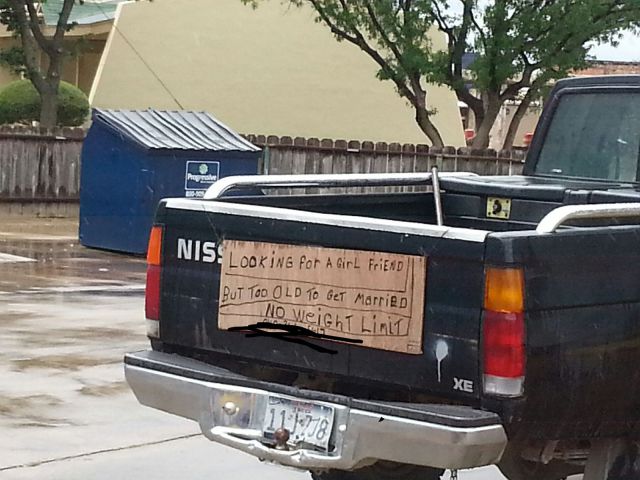 Progressive
NISS
LOOKING For A GirL FriEND
BUT TOO OLD To GeT MArriED
NO WeigHT LimiT
XE